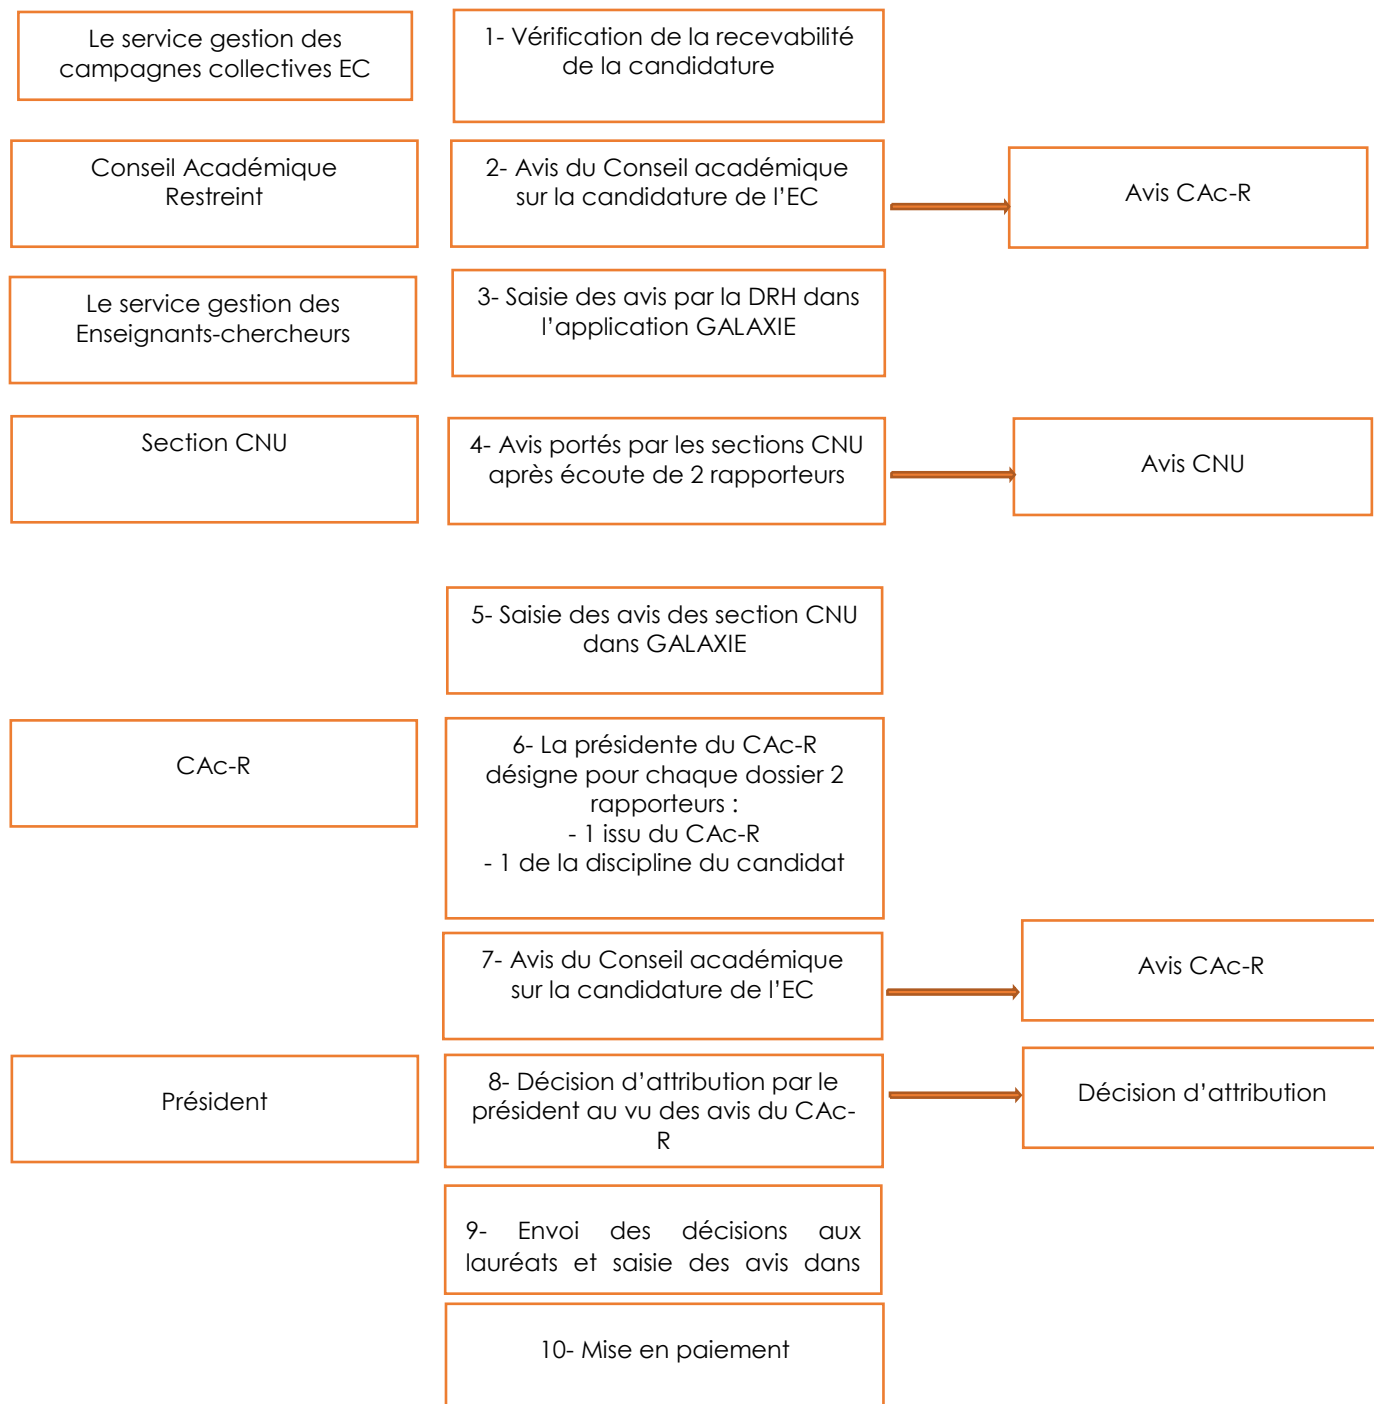 Le service gestion des
campagnes collectives EC
1- Vérification de la recevabilité
de la candidature
Conseil Académique
Restreint
2- Avis du Conseil académique
sur la candidature de l’EC
Avis CAc-R
Le service gestion des
Enseignants-chercheurs
3- Saisie des avis par la DRH dans
l’application GALAXIE
Section CNU
4- Avis portés par les sections CNU
après écoute de 2 rapporteurs
Avis CNU
5- Saisie des avis des section CNU
dans GALAXIE
CAc-R
6- La présidente du CAc-R
désigne pour chaque dossier 2
rapporteurs :
- 1 issu du CAc-R
- 1 de la discipline du candidat
7- Avis du Conseil académique
sur la candidature de l’EC
Avis CAc-R
Président
8- Décision d’attribution par le
président au vu des avis du CAc-
R
Décision d’attribution
9- Envoi des décisions aux
lauréats et saisie des avis dans
10- Mise en paiement